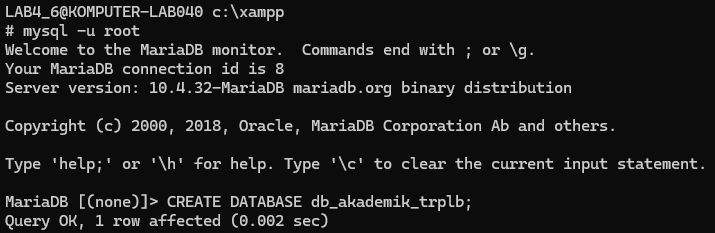 LAB4_6@KOMPUTER-LAB040 c:\xampp
# mysql -u root
Welcome to the MariaDB monitor.  Commands end with ; or \g.
Your MariaDB connection id is 8
Server version: 10.4.32-MariaDB mariadb.org binary distribution

Copyright (c) 2000, 2018, Oracle, MariaDB Corporation Ab and others.

Type 'help;' or '\h' for help. Type '\c' to clear the current input statement.

MariaDB [(none)]> CREATE DATABASE db_akademik_trplb;
Query OK, 1 row affected (0.002 sec)